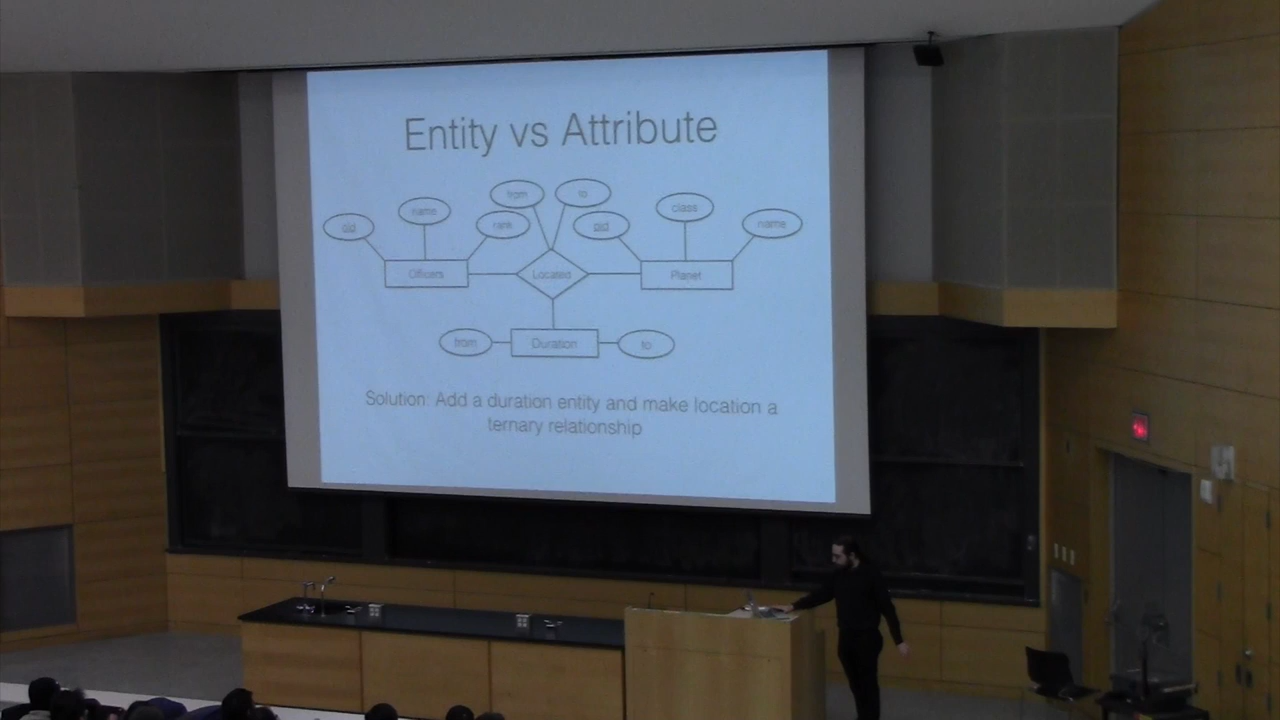 Entity vs Attribute
from
to
oid
name
rank
pid
class
name
Officers
Located
Planet
from
Duration
to
Solution: Add a duration entity and make location a
ternary relationship